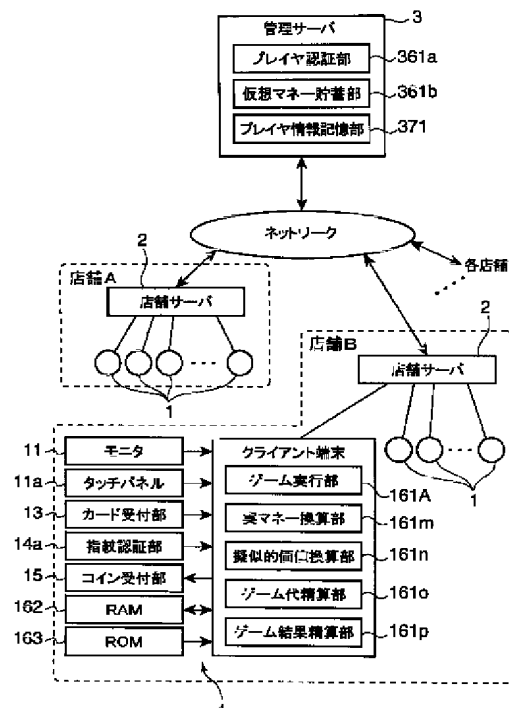 3
管理サーバ
プレイヤ認証部
361a
仮想マネー貯蓄部
361b
プレイヤ情報記憶部
371
ネットワーク
各店舗
店舗A
2
店舗サーバ
1
店舗B
2
店舗サーバ
1
11
モニタ
11a
タッチパネル
13
カード受付部
14a
指紋認証部
15
コイン受付部
162
RAM
163
ROM
クライアント端末
ゲーム実行部
161A
実マネー換算部
161m
擬似的価値換算部
161n
ゲーム代精算部
161o
ゲーム結果精算部
161p
1